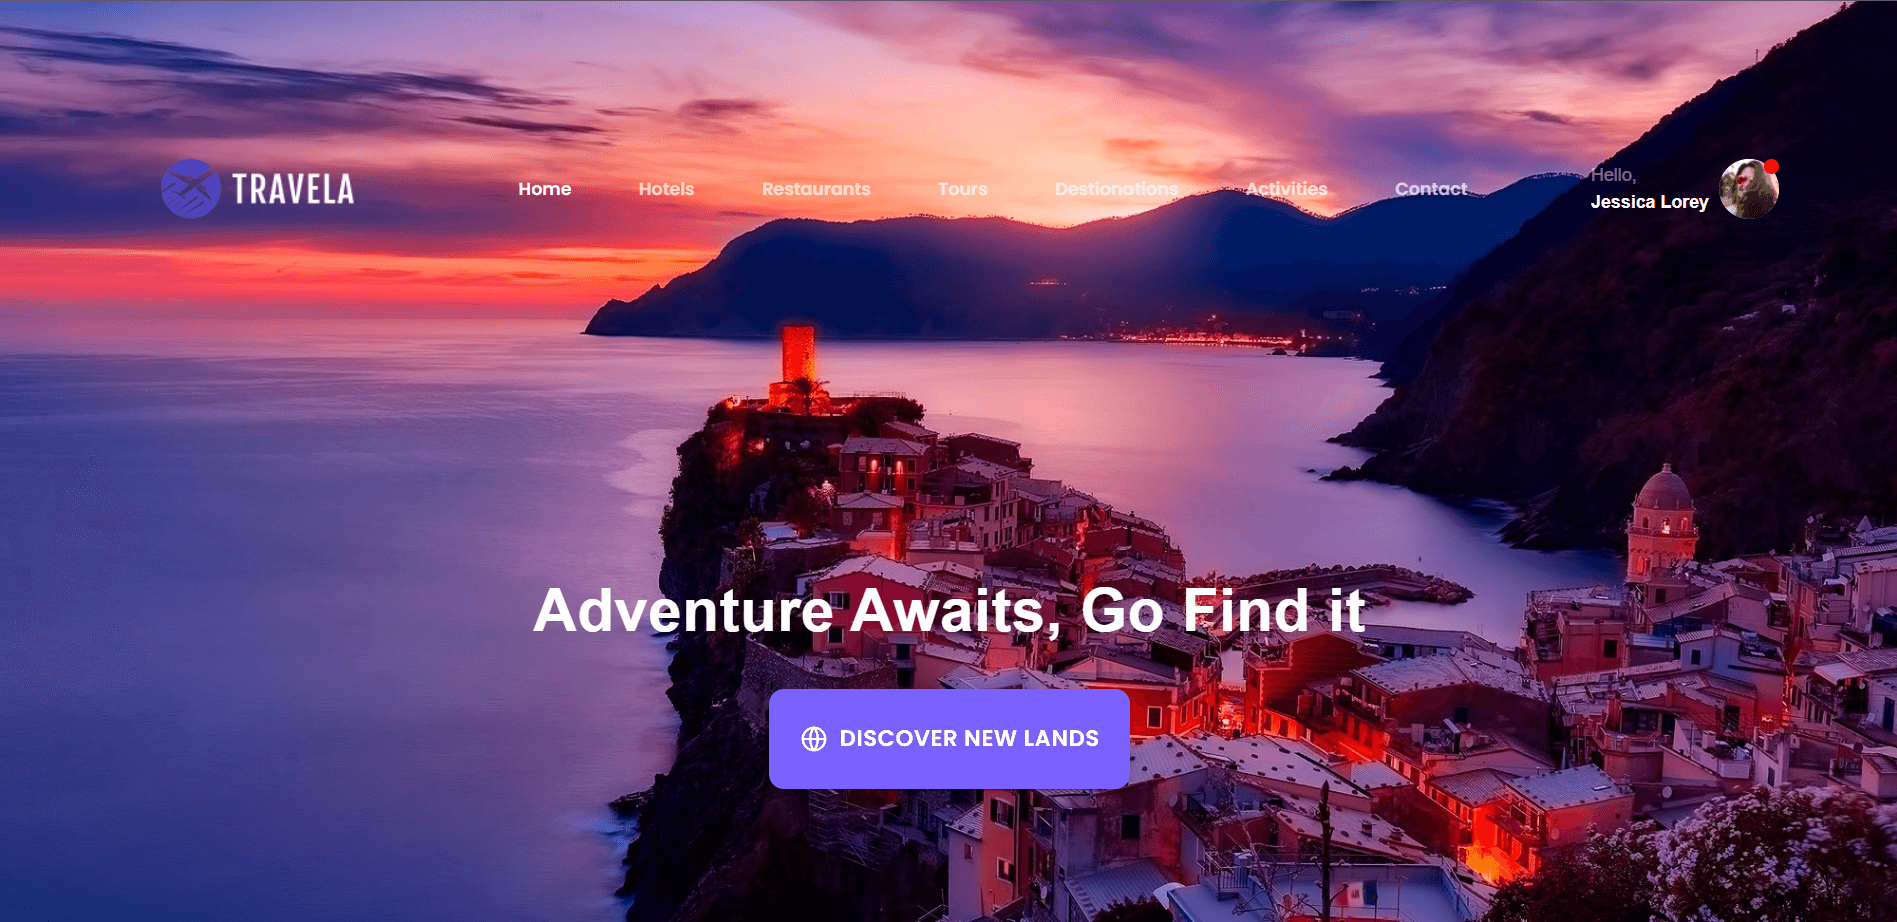 TRAVELA
Home Hotels Restaurants Tours Destionations Activities Contact
Hello,
Jessica Lorey
Adventure Awaits, Go Find it
DISCOVER NEW LANDS